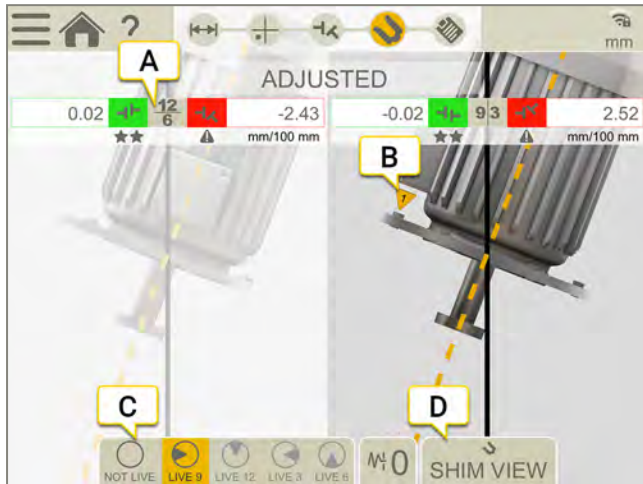 ?
mm
A
ADJUSTED
0.02
12
6
-2.43
-0.02
9 3
2.52
mm/100 mm
mm/100 mm
B
1
C
D
NOT LIVE
LIVE 9
LIVE 12
LIVE 3
LIVE 6
0
SHIM VIEW